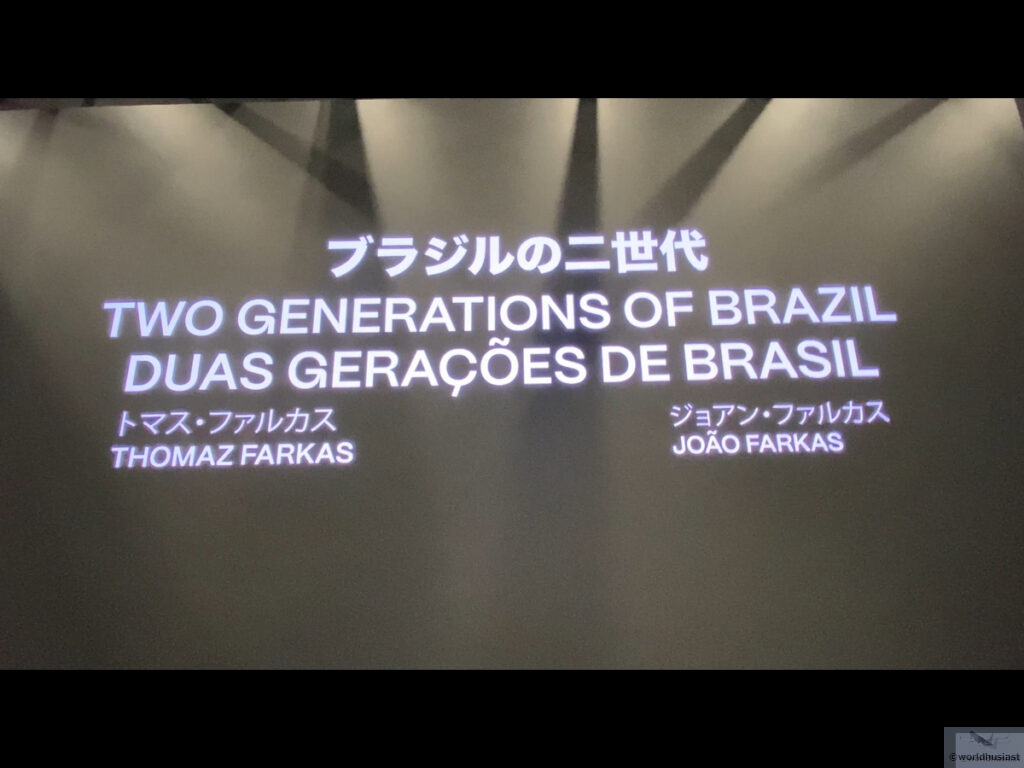 ブラジルの二世代
TWO GENERATIONS OF BRAZIL
DUAS GERAÇÕES DE BRASIL
トマス・ファルカス
THOMAZ FARKAS
ジョアン・ファルカス
JOÃO FARKAS
©worldhusiast